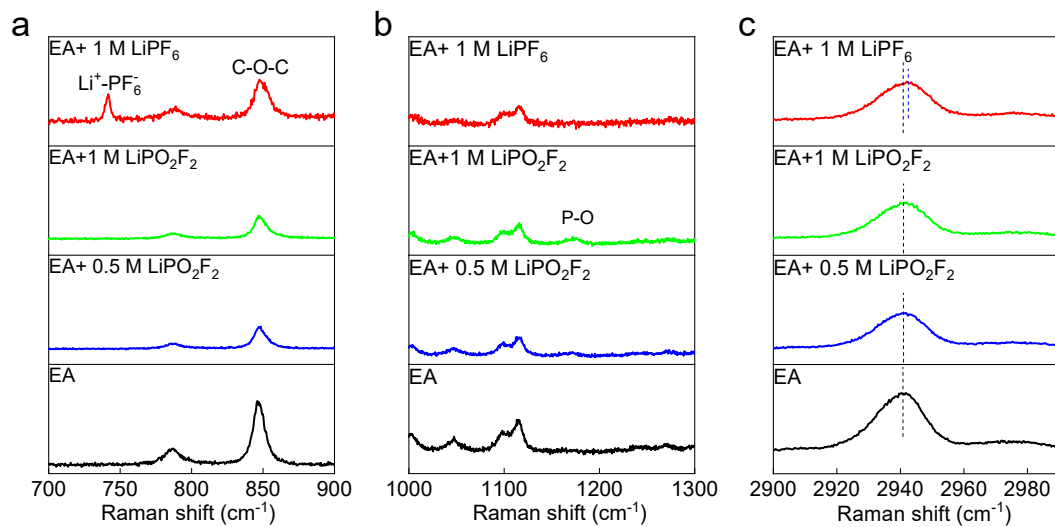 a
EA+ 1 M LiPF6
Li+-PF6-
C-O-C
EA+1 M LiPO2F2
EA+ 0.5 M LiPO2F2
EA
700 750 800 850 900
Raman shift (cm-1)
b
EA+ 1 M LiPF6
EA+1 M LiPO2F2
P-O
EA+ 0.5 M LiPO2F2
EA
1000 1100 1200 1300
Raman shift (cm-1)
c
EA+ 1 M LiPF6
EA+1 M LiPO2F2
EA+ 0.5 M LiPO2F2
EA
2900 2920 2940 2960 2980
Raman shift (cm-1)